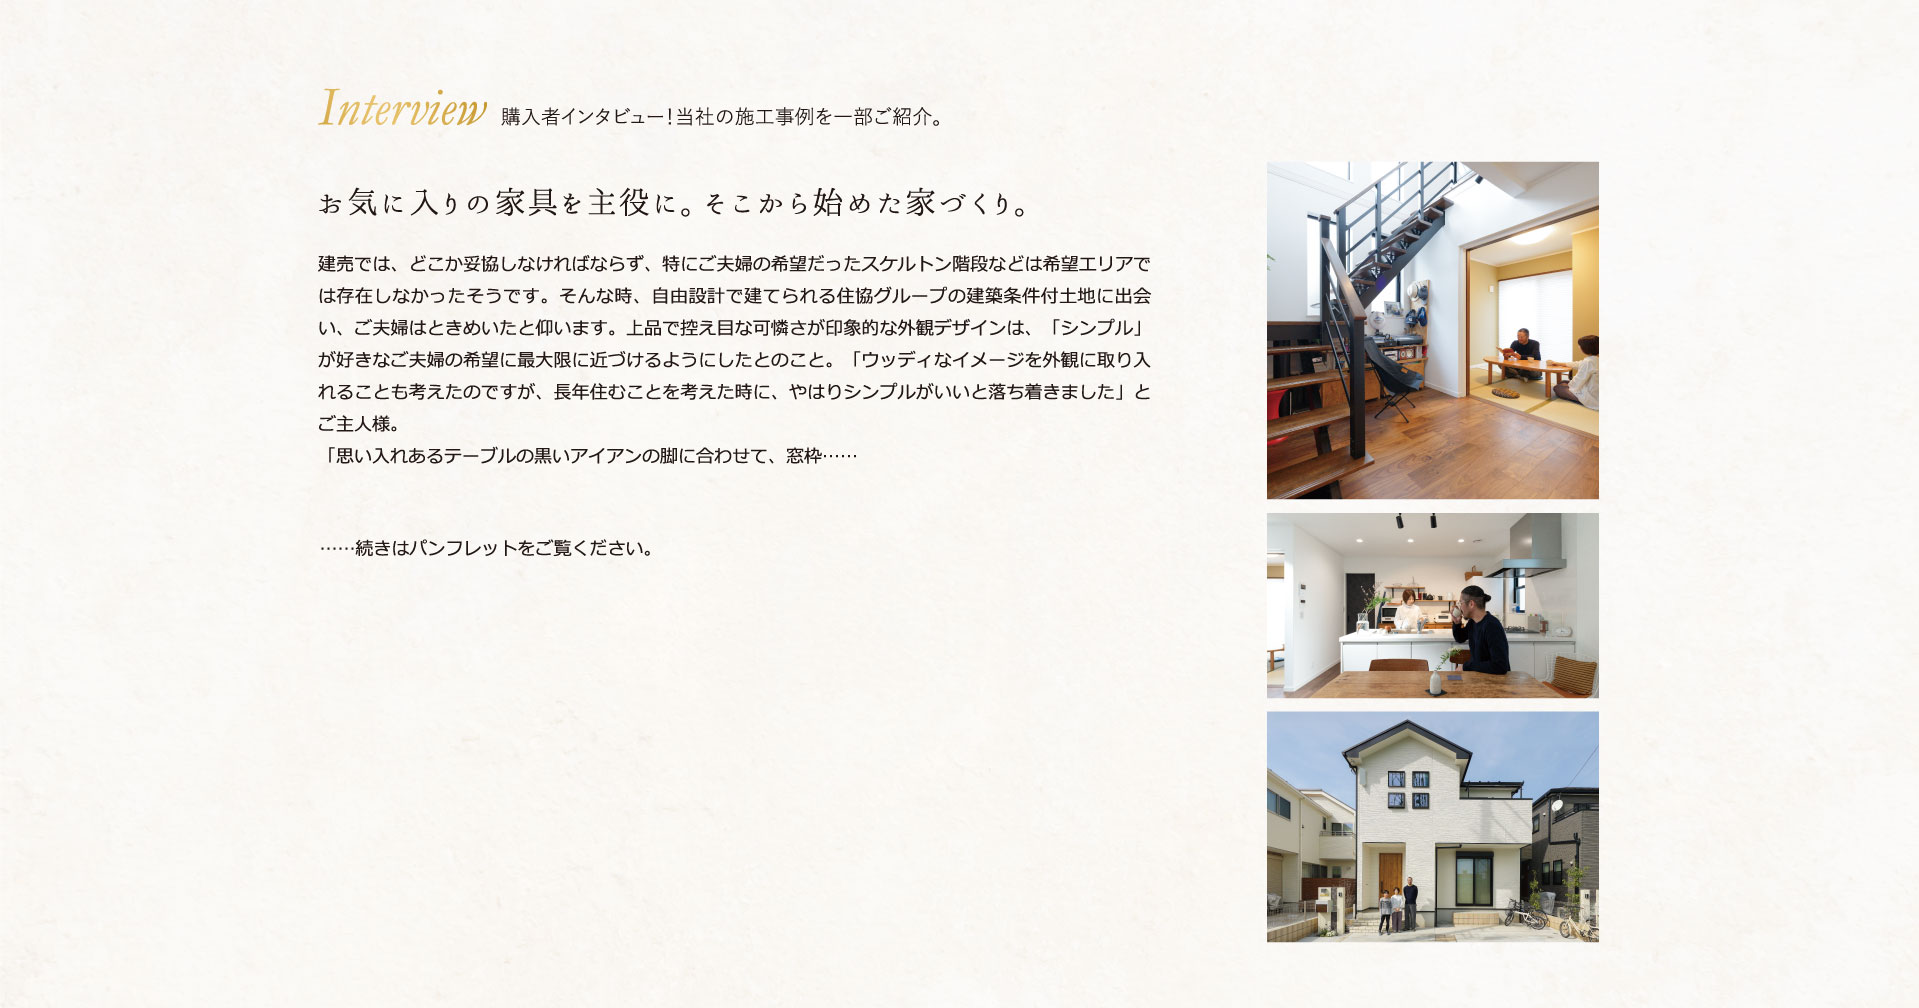 Interview 購入者インタビュー！当社の施工事例を一部ご紹介。
お気に入りの家具を主役に。そこから始めた家づくり。
建売では、どこか妥協しなければならず、特にご夫婦の希望だったスケルトン階段などは希望エリアで
は存在しなかったそうです。そんな時、自由設計で建てられる住協グループの建築条件付土地に出会
い、ご夫婦はときめいたと仰います。上品で控え目な可憐さが印象的な外観デザインは、「シンプル」
が好きなご夫婦の希望に最大限に近づけるようにしたとのこと。「ウッディなイメージを外観に取り入
れることも考えたのですが、長年住むことを考えた時に、やはりシンプルがいいと落ち着きました」と
ご主人様。
「思い入れあるテーブルの黒いアイアンの脚に合わせて、窓枠……
……続きはパンフレットをご覧ください。